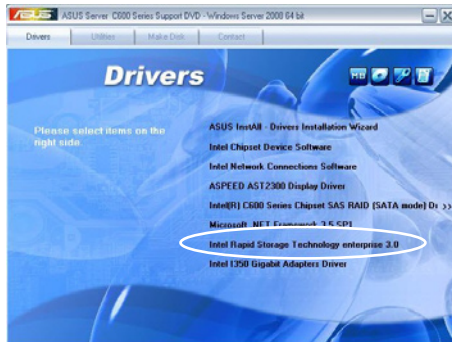 ASUS Server C600 Series Support DVD - Windows Server 2008 64 bit
Drivers Utilities Make Disk Contact
Drivers
Please select items on the
right side.
ASUS InstAll - Drivers Installation Wizard
Intel Chipset Device Software
Intel Network Connections Software
ASPEED AST2300 Display Driver
Intel(R) C600 Series Chipset SAS RAID (SATA mode) Dr >>
Microsoft .NET Framework 3.5 SP1
Intel Rapid Storage Technology enterprise 3.0
Intel I350 Gigabit Adapters Driver